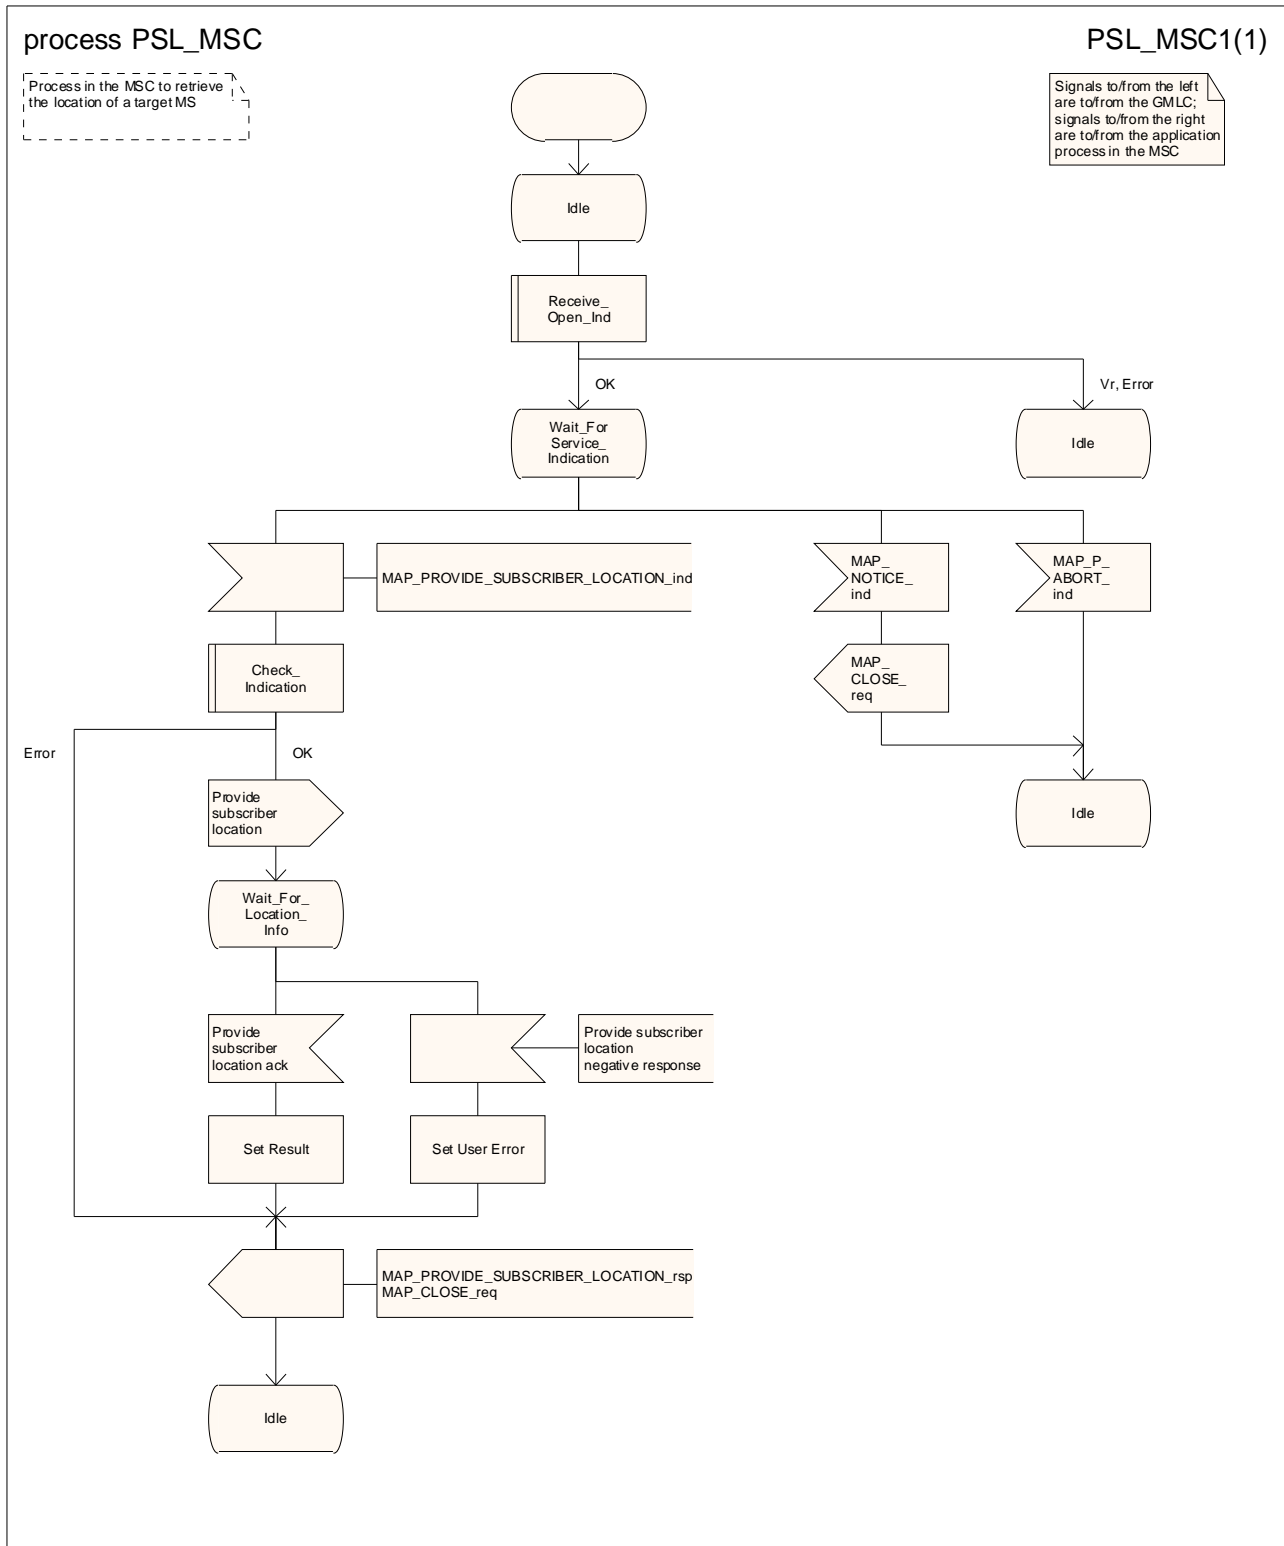 process PSL_MSC
PSL_MSC1(1)
Process in the MSC to retrieve
the location of a target MS
Signals to/from the left
are to/from the GMLC;
signals to/from the right
are to/from the application
process in the MSC
Idle
Receive_
Open_Ind
OK
Vr, Error
Wait_For
Service_
Indication
Idle
MAP_PROVIDE_SUBSCRIBER_LOCATION_ind
MAP_
NOTICE_
ind
MAP_P_
ABORT_
ind
Check_
Indication
MAP_
CLOSE_
req
Error
OK
Provide
subscriber
location
Idle
Wait_For_
Location_
Info
Provide
subscriber
location ack
Provide subscriber
location
negative response
Set Result
Set User Error
MAP_PROVIDE_SUBSCRIBER_LOCATION_rsp
MAP_CLOSE_req
Idle